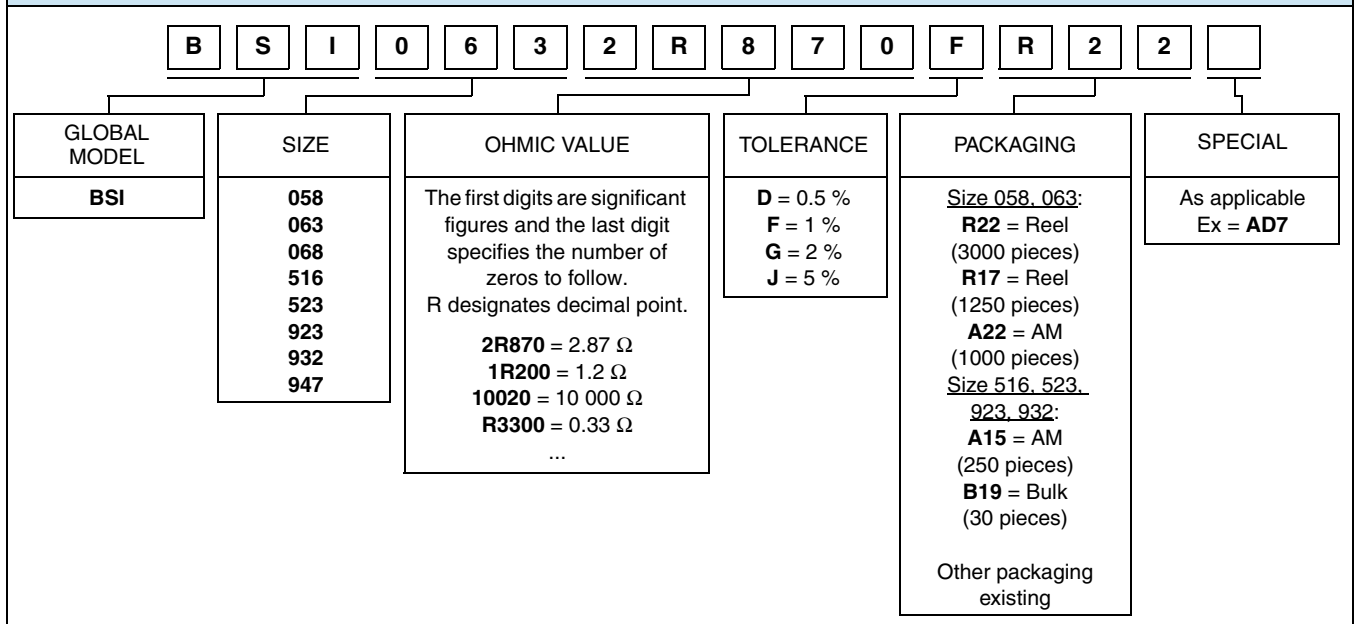 B S I 0 6 3 2 R 8 7 0 F R 2 2
GLOBAL
MODEL
BSI
SIZE
058
063
068
516
523
923
932
947
OHMIC VALUE
The first digits are significant
figures and the last digit
specifies the number of
zeros to follow.
R designates decimal point.
2R870 = 2.87 Ω
1R200 = 1.2 Ω
10020 = 10 000 Ω
R3300 = 0.33 Ω
...
TOLERANCE
D = 0.5 %
F = 1 %
G = 2 %
J = 5 %
PACKAGING
Size 058, 063:
R22 = Reel
(3000 pieces)
R17 = Reel
(1250 pieces)
A22 = AM
(1000 pieces)
Size 516, 523,
923, 932:
A15 = AM
(250 pieces)
B19 = Bulk
(30 pieces)
Other packaging
existing
SPECIAL
As applicable
Ex = AD7